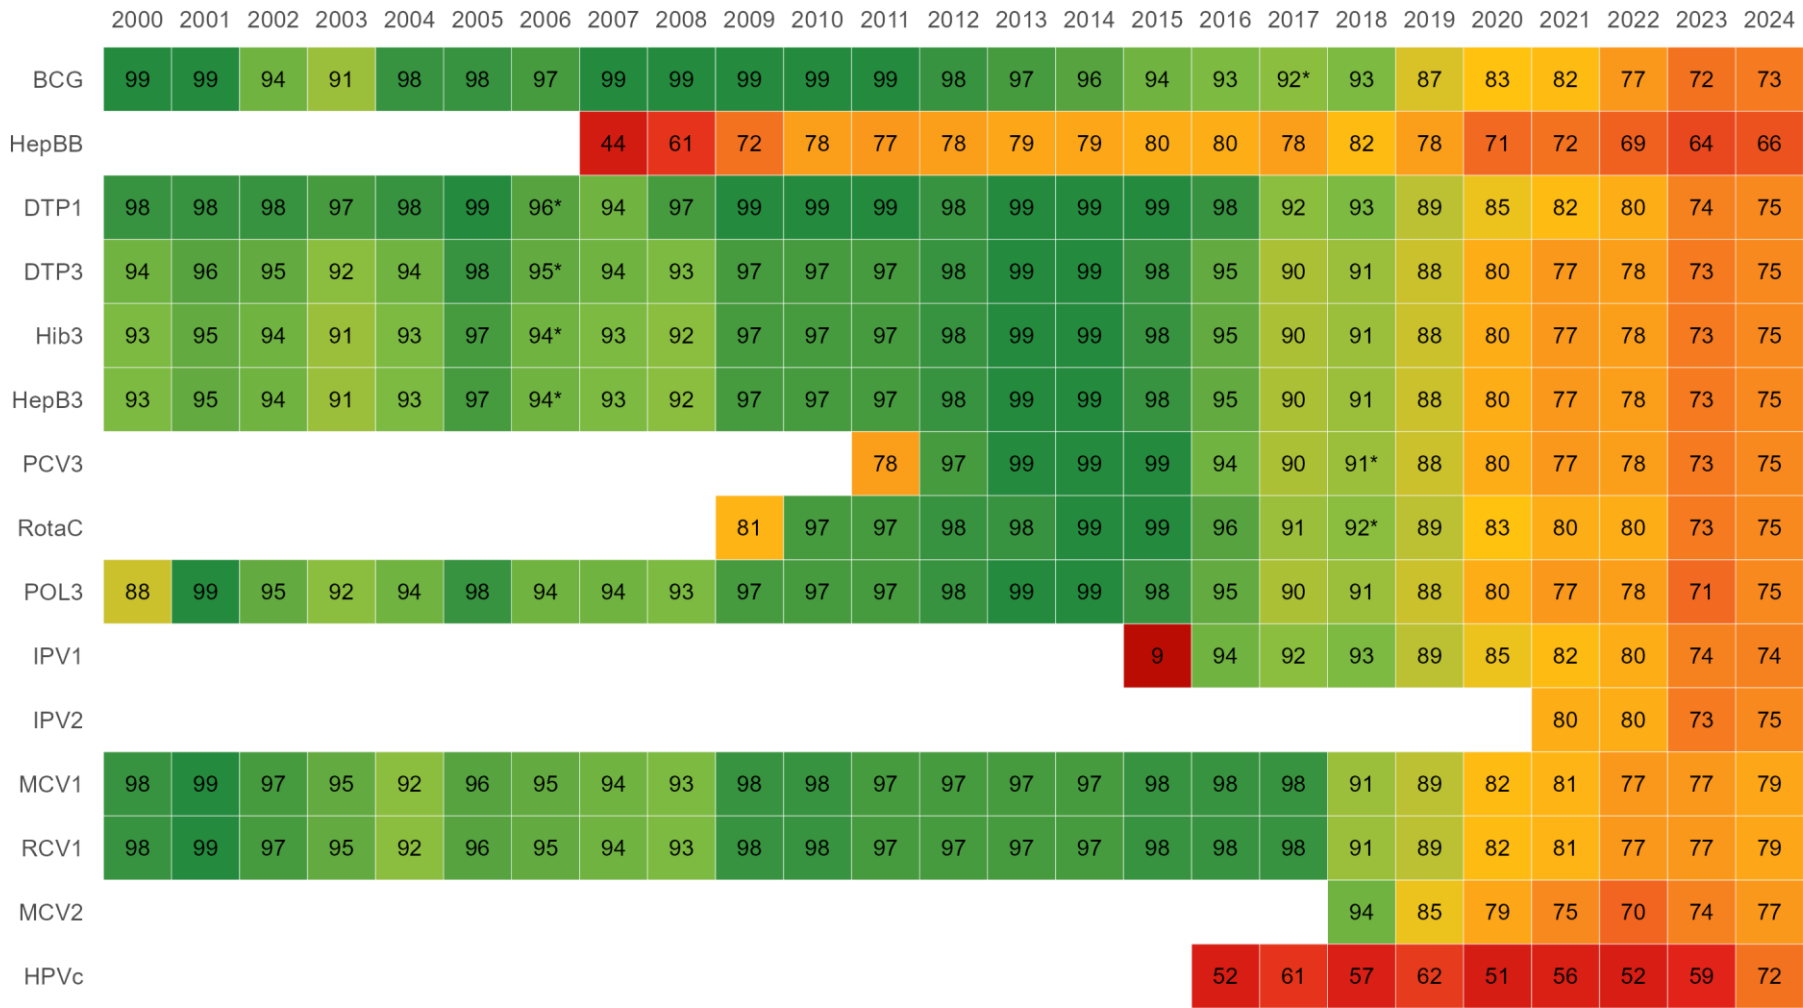 2000 2001 2002 2003 2004 2005 2006 2007 2008 2009 2010 2011 2012 2013 2014 2015 2016 2017 2018 2019 2020 2021 2022 2023 2024
BCG 99 99 94 91 98 98 97 99 99 99 99 99 98 97 96 94 93 92* 93 87 83 82 77 72 73
HepBB 44 61 72 78 77 78 79 79 80 80 78 82 78 71 72 69 64 66
DTP1 98 98 98 97 98 99 96* 94 97 99 99 99 98 99 99 99 98 92 93 89 85 82 80 74 75
DTP3 94 96 95 92 94 98 95* 94 93 97 97 97 98 99 99 98 95 90 91 88 80 77 78 73 75
Hib3 93 95 94 91 93 97 94* 93 92 97 97 97 98 99 99 98 95 90 91 88 80 77 78 73 75
HepB3 93 95 94 91 93 97 94* 93 92 97 97 97 98 99 99 98 95 90 91 88 80 77 78 73 75
PCV3 78 97 99 99 99 94 90 91* 88 80 77 78 73 75
RotaC 81 97 97 98 98 99 99 96 91 92* 89 83 80 80 73 75
POL3 88 99 95 92 94 98 94 94 93 97 97 97 98 99 99 98 95 90 91 88 80 77 78 71 75
IPV1 9 94 92 93 89 85 82 80 74 74
IPV2 80 80 73 75
MCV1 98 99 97 95 92 96 95 94 93 98 98 97 97 97 97 98 98 98 91 89 82 81 77 77 79
RCV1 98 99 97 95 92 96 95 94 93 98 98 97 97 97 97 98 98 98 91 89 82 81 77 77 79
MCV2 94 85 79 75 70 74 77
HPVc 52 61 57 62 51 56 52 59 72